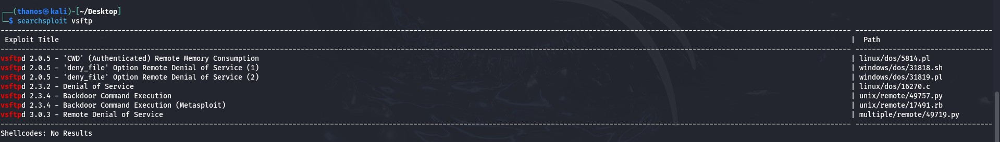 (thanos㉿kali)-[~/Desktop]
$ searchsploit vsftp
Exploit Title | Path
vsftpd 2.0.5 - 'CWD' (Authenticated) Remote Memory Consumption | linux/dos/5814.pl
vsftpd 2.0.5 - 'deny_file' Option Remote Denial of Service (1) | windows/dos/31818.sh
vsftpd 2.0.5 - 'deny_file' Option Remote Denial of Service (2) | windows/dos/31819.pl
vsftpd 2.3.2 - Denial of Service | linux/dos/16270.c
vsftpd 2.3.4 - Backdoor Command Execution | unix/remote/49757.py
vsftpd 2.3.4 - Backdoor Command Execution (Metasploit) | unix/remote/17491.rb
vsftpd 3.0.3 - Remote Denial of Service | multiple/remote/49719.py
Shellcodes: No Results